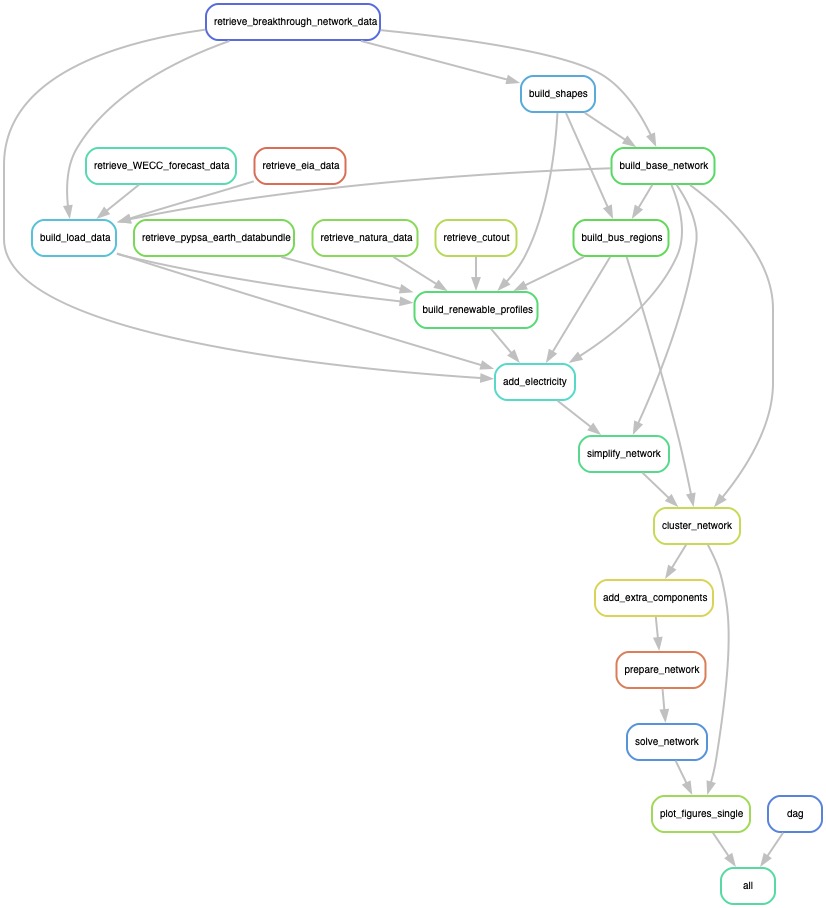 retrieve_breakthrough_network_data
build_shapes
retrieve_WECC_forecast_data
retrieve_eia_data
build_base_network
build_load_data
retrieve_pypsa_earth_databundle
retrieve_natura_data
retrieve_cutout
build_bus_regions
build_renewable_profiles
add_electricity
simplify_network
cluster_network
add_extra_components
prepare_network
solve_network
plot_figures_single
dag
all